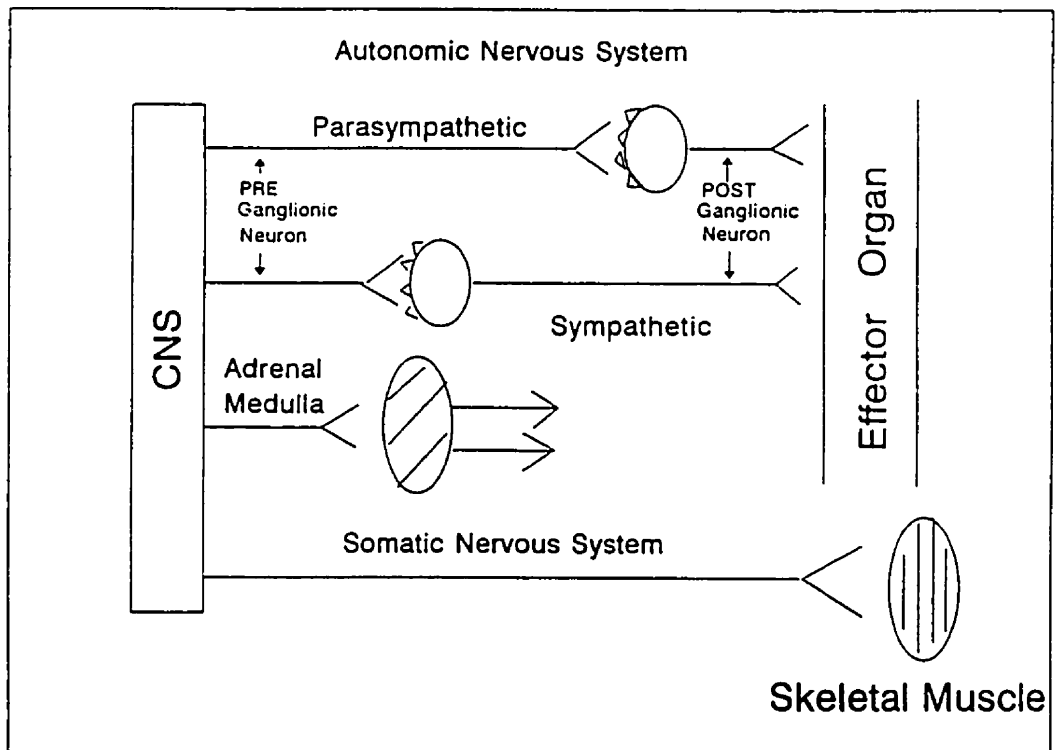 Autonomic Nervous System
Parasympathetic
PRE
Ganglionic
Neuron
POST
Ganglionic
Neuron
Sympathetic
CNS
Adrenal
Medulla
Effector Organ
Somatic Nervous System
Skeletal Muscle